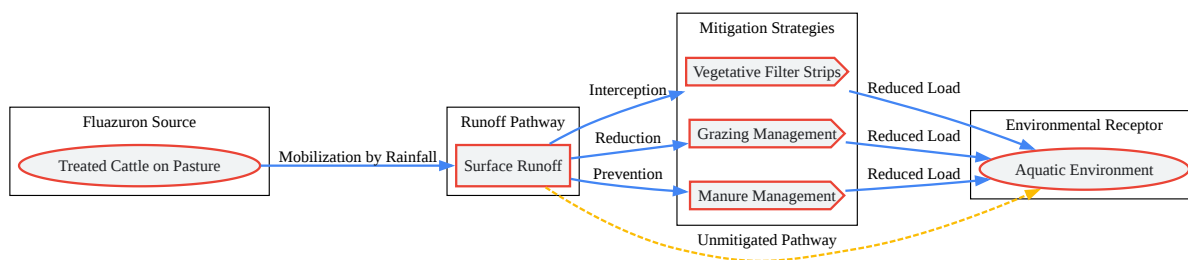 Fluazuron Source
Treated Cattle on Pasture
Mobilization by Rainfall
Runoff Pathway
Surface Runoff
Interception
Reduction
Prevention
Mitigation Strategies
Vegetative Filter Strips
Grazing Management
Manure Management
Unmitigated Pathway
Reduced Load
Reduced Load
Reduced Load
Environmental Receptor
Aquatic Environment